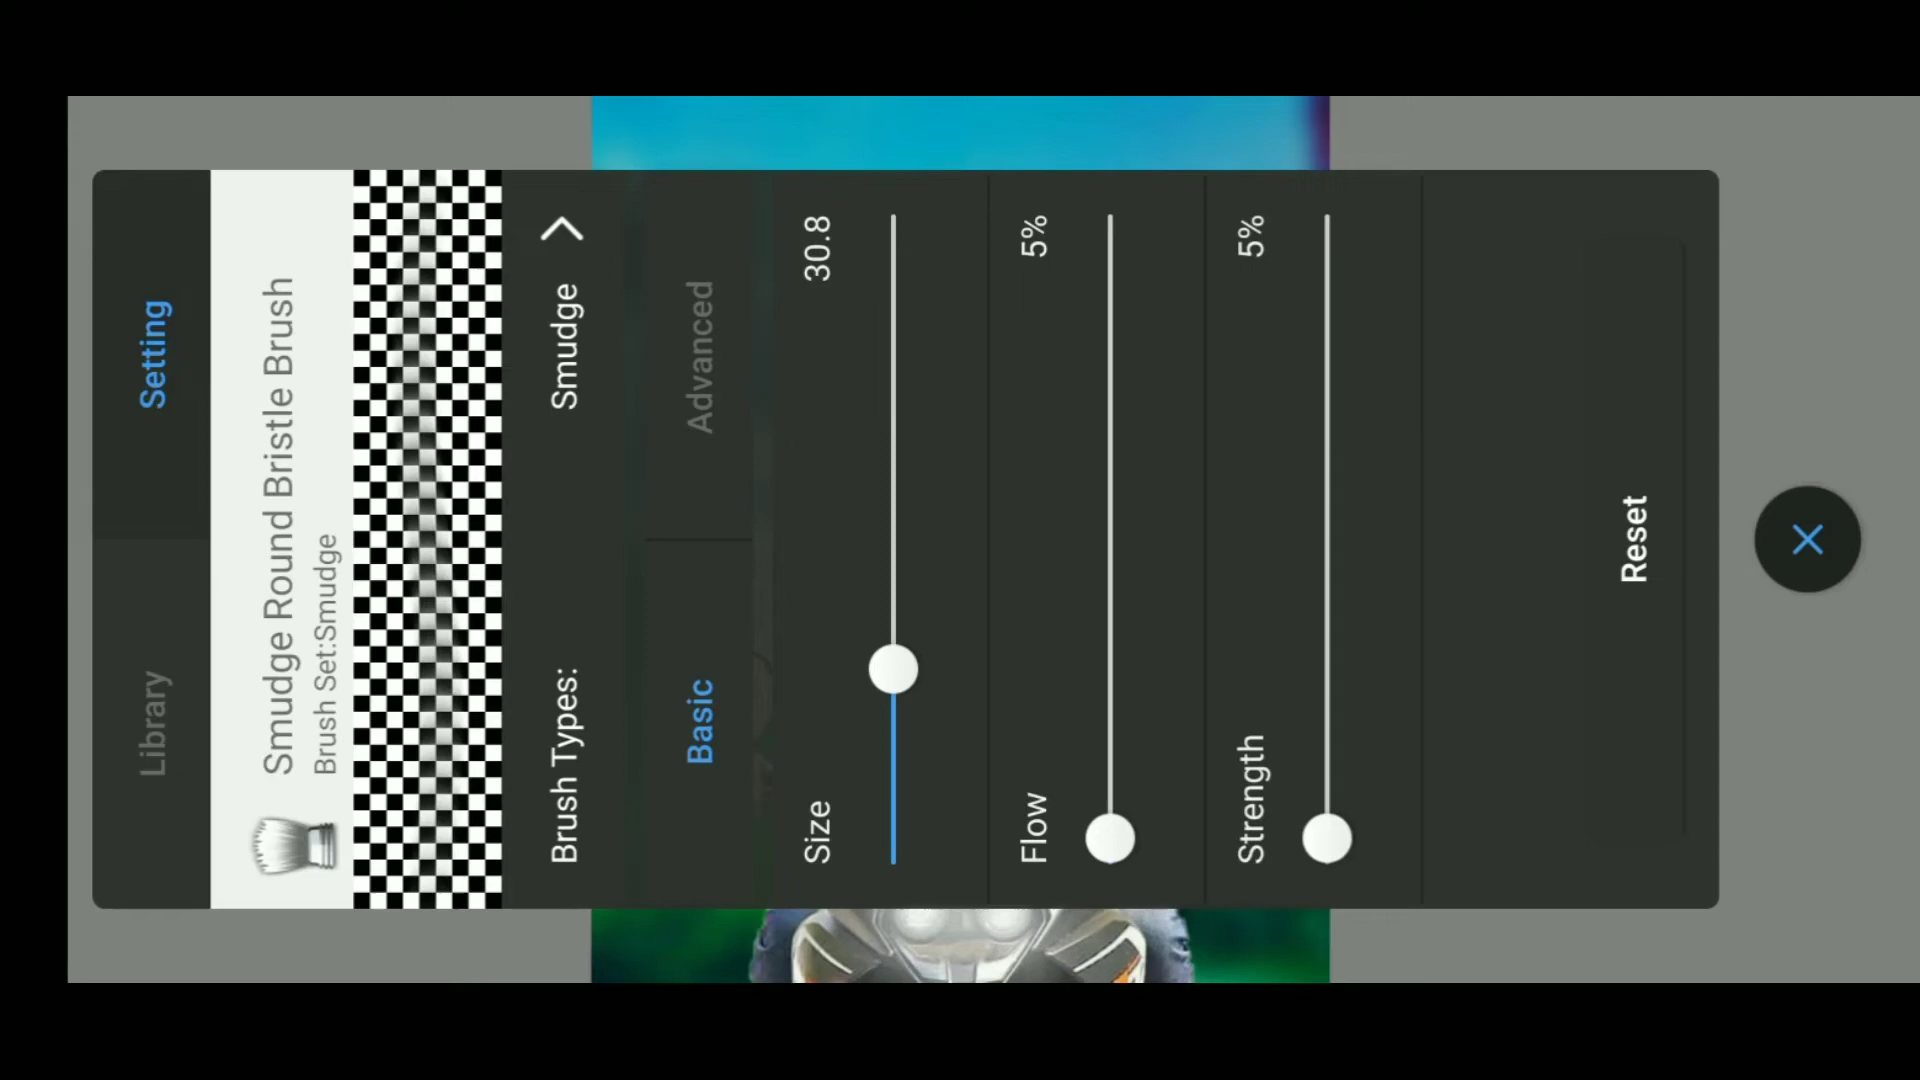 Library
Setting
Smudge Round Bristle Brush
Brush Set:Smudge
Brush Types:
Smudge
Basic
Advanced
Size
30.8
Flow
5%
Strength
5%
Reset